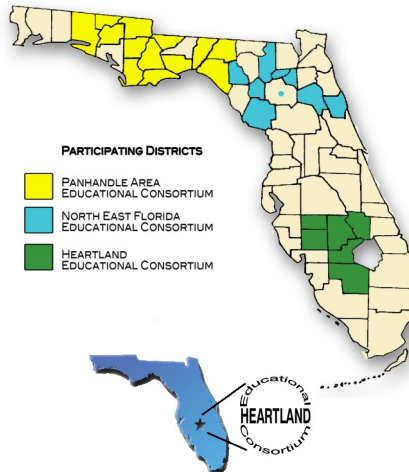 PARTICIPATING DISTRICTS
PANHANDLE AREA
EDUCATIONAL CONSORTIUM
NORTH EAST FLORIDA
EDUCATIONAL CONSORTIUM
HEARTLAND
EDUCATIONAL CONSORTIUM
Educational
HEARTLAND
Consortium